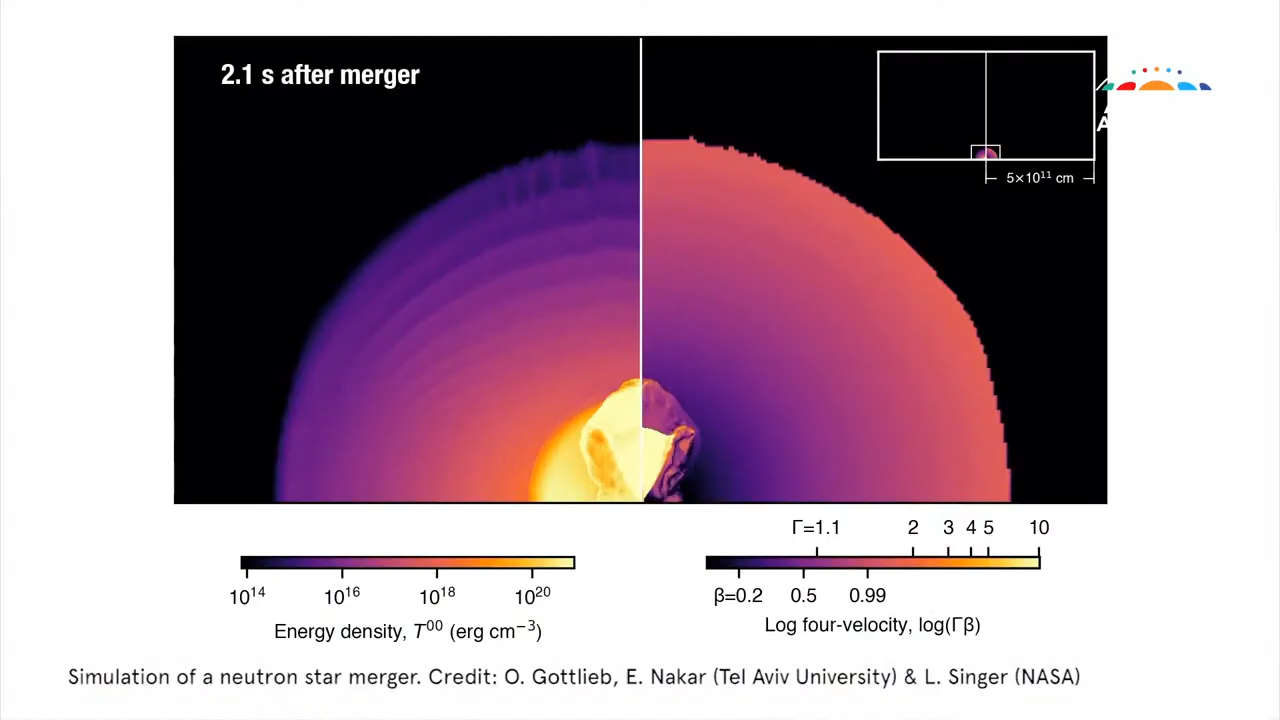 2.1 s after merger
5×10¹¹ cm
Γ=1.1 2 3 4 5 10
10¹⁴ 10¹⁶ 10¹⁸ 10²⁰
β=0.2 0.5 0.99
Energy density, T⁰⁰ (erg cm⁻³)
Log four-velocity, log(Γβ)
Simulation of a neutron star merger. Credit: O. Gottlieb, E. Nakar (Tel Aviv University) & L. Singer (NASA)